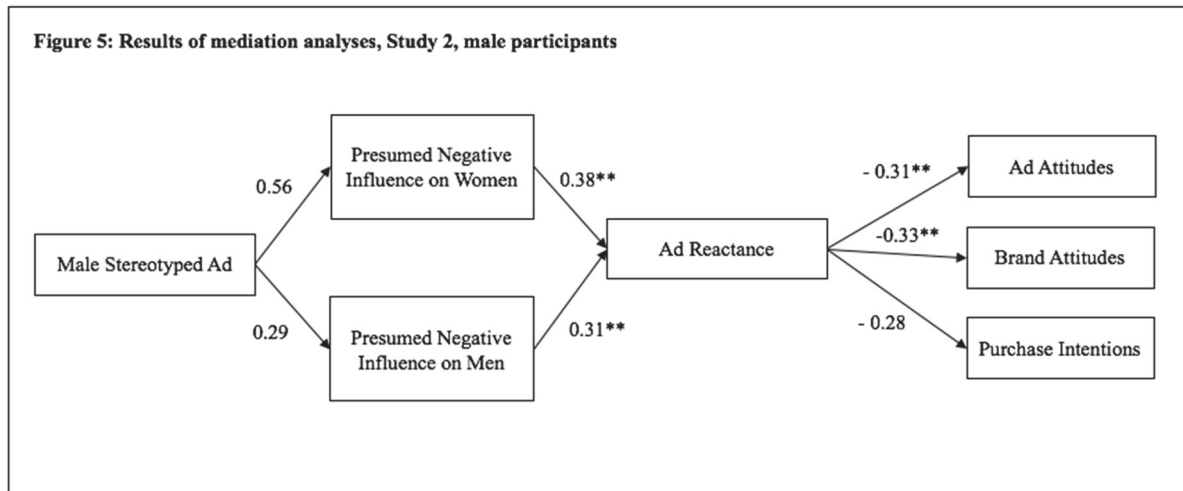 Figure 5: Results of mediation analyses, Study 2, male participants
Presumed Negative
Influence on Women
0.56
0.38**
Male Stereotyped Ad
0.29
Presumed Negative
Influence on Men
0.31**
Ad Reactance
- 0.31**
-0.33**
- 0.28
Ad Attitudes
Brand Attitudes
Purchase Intentions